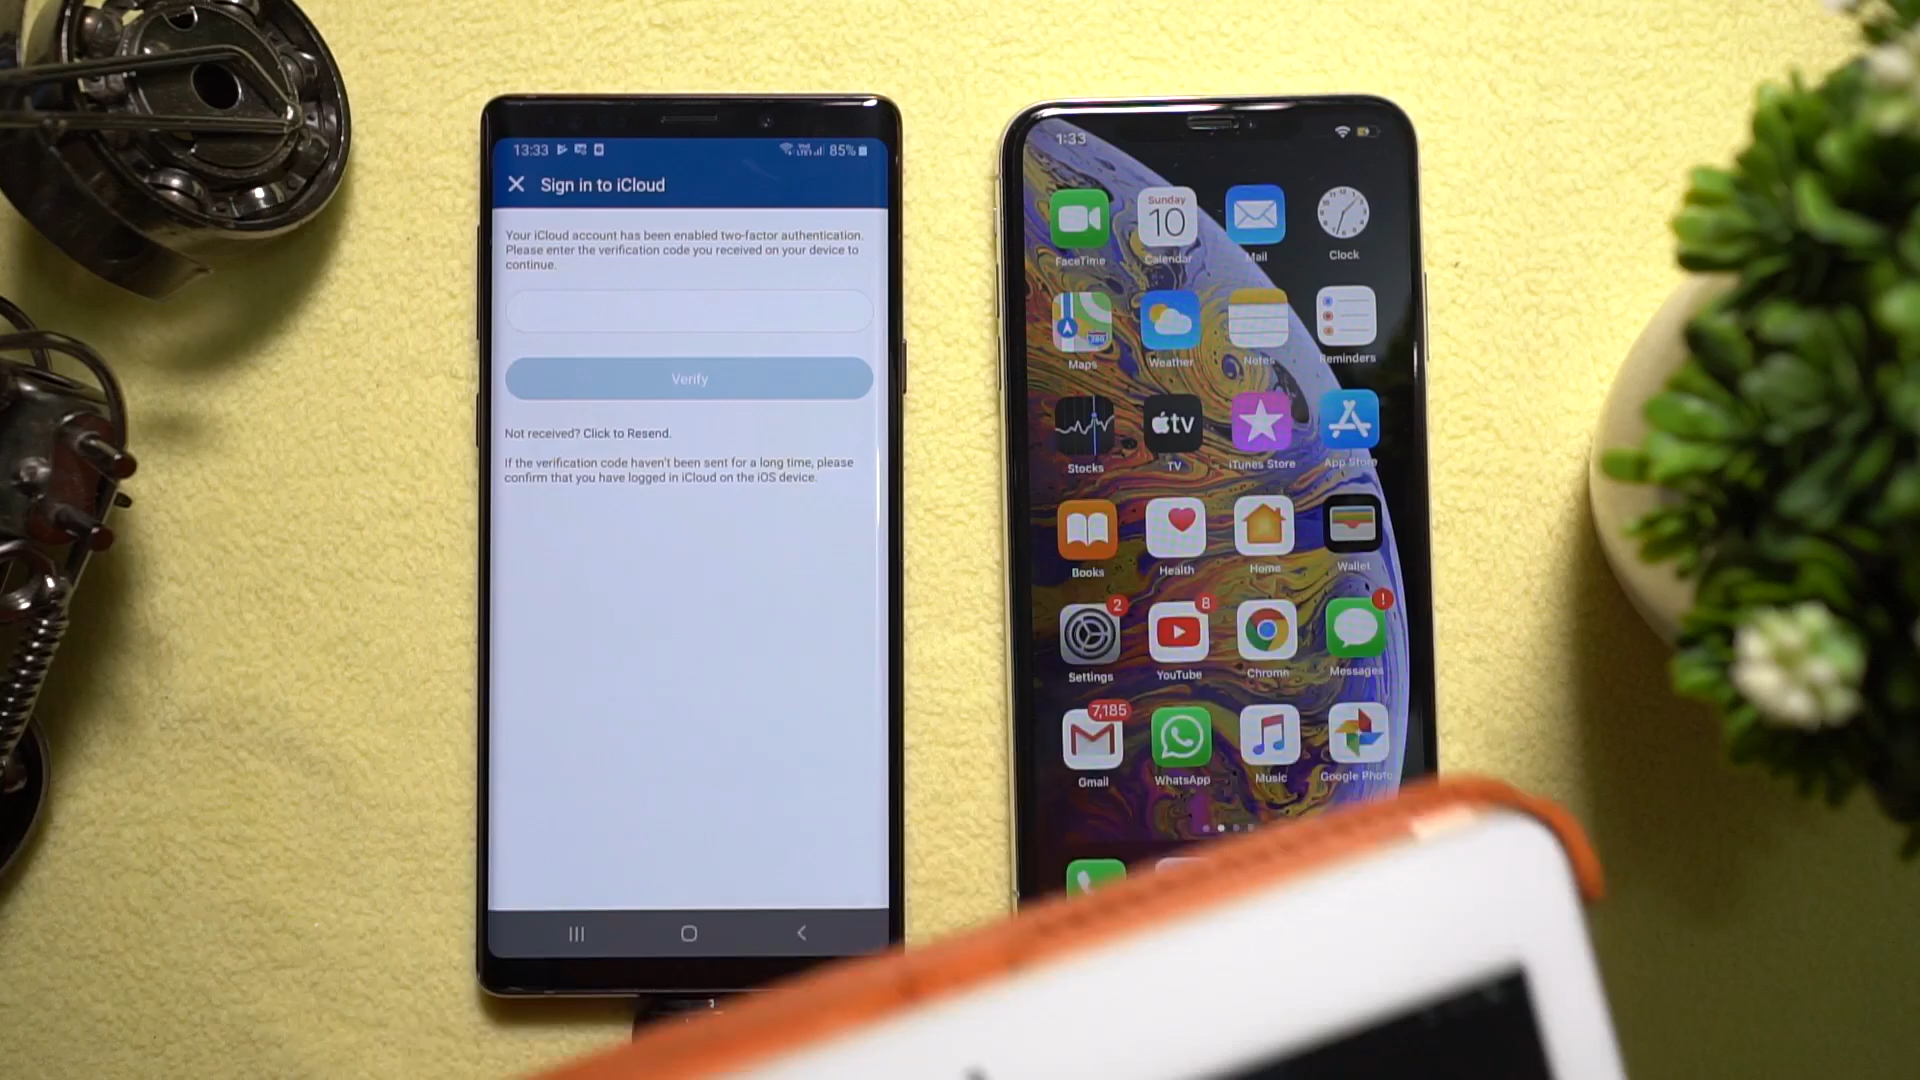 13:33
85%
Sign in to iCloud
Your iCloud account has been enabled two-factor authentication.
Please enter the verification code you received on your device to
continue.
Verify
Not received? Click to Resend.
If the verification code haven't been sent for a long time, please
confirm that you have logged in iCloud on the iOS device.
1:33
Sunday
10
FaceTime
Calendar
Mail
Clock
280
Maps
Weather
Notes
Reminders
tv
Stocks
TV
iTunes Store
App Store
Books
Health
Home
Wallet
2
8
!
Settings
YouTube
Chrome
Messages
7,185
Gmail
WhatsApp
Music
Google Photo